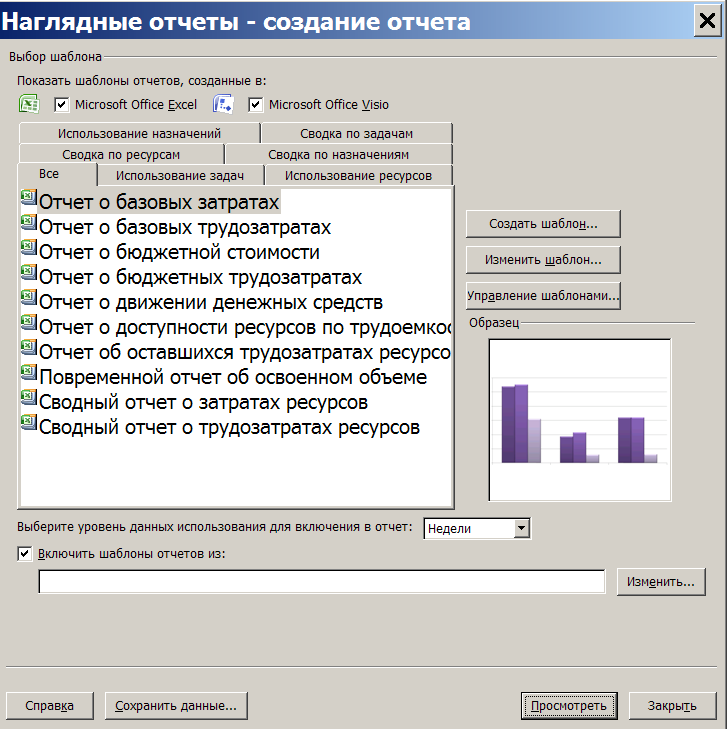 Наглядные отчеты - создание отчета
Выбор шаблона
Показать шаблоны отчетов, созданные в:
Microsoft Office Excel
Microsoft Office Visio
Использование назначений
Сводка по задачам
Сводка по ресурсам
Сводка по назначениям
Все
Использование задач
Использование ресурсов
Отчет о базовых затратах
Отчет о базовых трудозатратах
Отчет о бюджетной стоимости
Отчет о бюджетных трудозатратах
Отчет о движении денежных средств
Отчет о доступности ресурсов по трудоемкос
Отчет об оставшихся трудозатратах ресурсо
Повременной отчет об освоенном объеме
Сводный отчет о затратах ресурсов
Сводный отчет о трудозатратах ресурсов
Создать шаблон...
Изменить шаблон...
Управление шаблонами...
Образец
Выберите уровень данных использования для включения в отчет:
Недели
Включить шаблоны отчетов из:
Изменить...
Справка
Сохранить данные...
Просмотреть
Закрыть